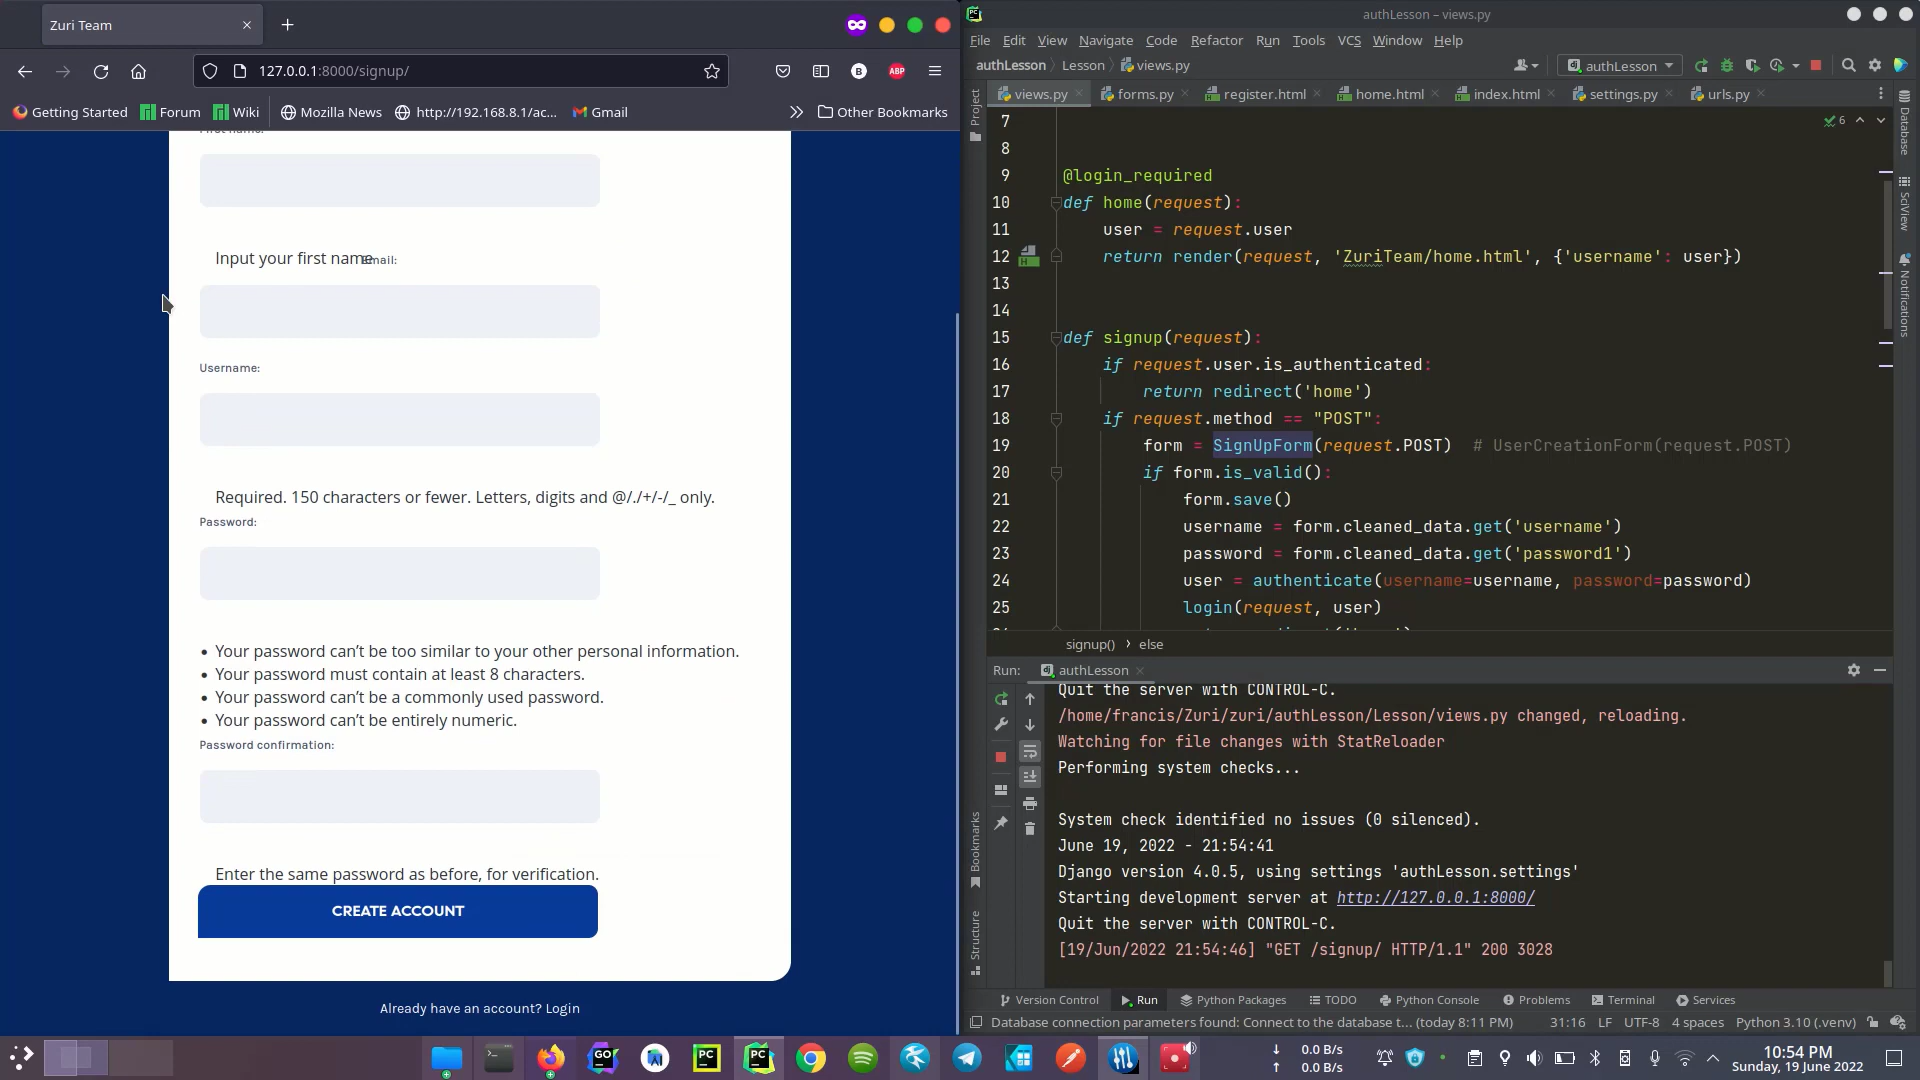 Zuri Team
127.0.0.1:8000/signup/
Getting Started
Forum
Wiki
Mozilla News
http://192.168.8.1/ac...
Gmail
Other Bookmarks
First name:
Input your first name
Email:
Username:
Required. 150 characters or fewer. Letters, digits and @/./+/-/_ only.
Password:
• Your password can't be too similar to your other personal information.
• Your password must contain at least 8 characters.
• Your password can't be a commonly used password.
• Your password can't be entirely numeric.
Password confirmation:
Enter the same password as before, for verification.
CREATE ACCOUNT
Already have an account? Login
authLesson – views.py
File Edit View Navigate Code Refactor Run Tools VCS Window Help
authLesson Lesson views.py
authLesson
views.py
forms.py
register.html
home.html
index.html
settings.py
urls.py
Project
Bookmarks
Structure
Database
SciView
Notifications
6
7
8
9 @login_required
10 def home(request):
11 user = request.user
12 return render(request, 'ZuriTeam/home.html', {'username': user})
13
14
15 def signup(request):
16 if request.user.is_authenticated:
17 return redirect('home')
18 if request.method == "POST":
19 form = SignUpForm(request.POST) # UserCreationForm(request.POST)
20 if form.is_valid():
21 form.save()
22 username = form.cleaned_data.get('username')
23 password = form.cleaned_data.get('password1')
24 user = authenticate(username=username, password=password)
25 login(request, user)
signup() › else
Run: authLesson
Quit the server with CONTROL-C.
/home/francis/Zuri/zuri/authLesson/Lesson/views.py changed, reloading.
Watching for file changes with StatReloader
Performing system checks...
System check identified no issues (0 silenced).
June 19, 2022 - 21:54:41
Django version 4.0.5, using settings 'authLesson.settings'
Starting development server at http://127.0.0.1:8000/
Quit the server with CONTROL-C.
[19/Jun/2022 21:54:46] "GET /signup/ HTTP/1.1" 200 3028
Version Control Run Python Packages TODO Python Console Problems Terminal Services
Database connection parameters found: Connect to the database t... (today 8:11 PM) 31:16 LF UTF-8 4 spaces Python 3.10 (.venv)
0.0 B/s
0.0 B/s
10:54 PM
Sunday, 19 June 2022